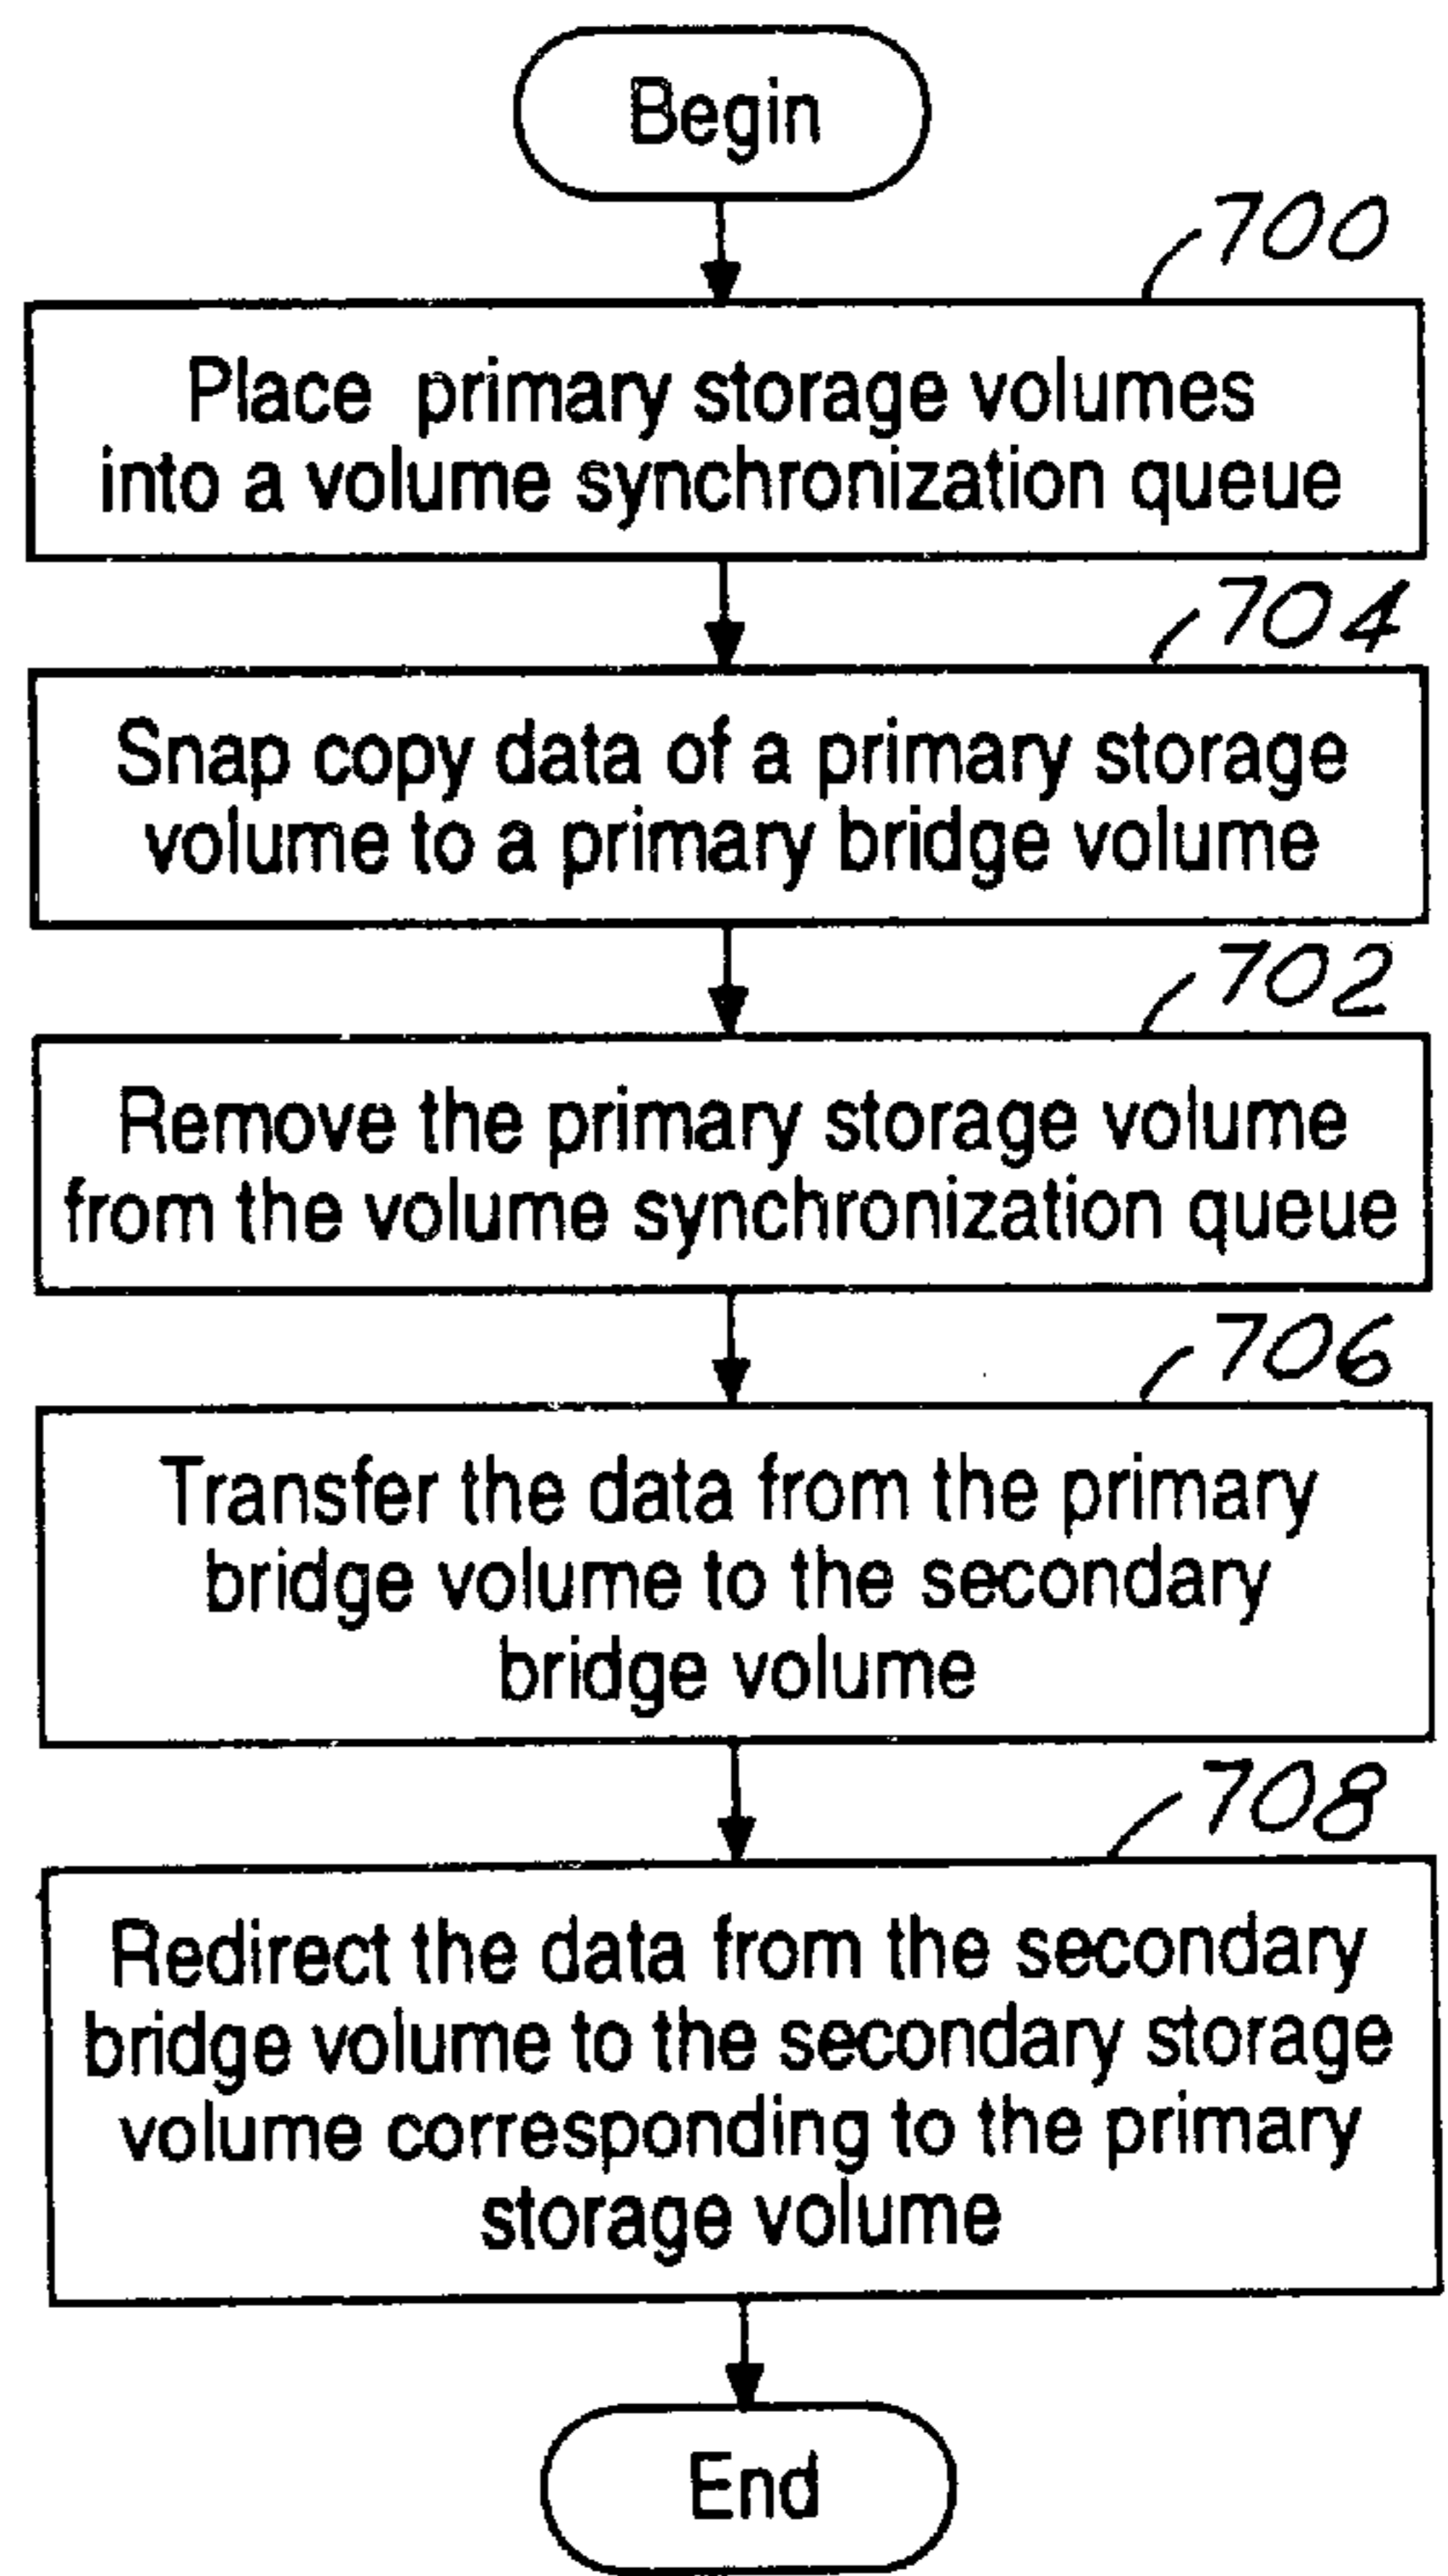 Begin
700
Place primary storage volumes
into a volume synchronization queue
704
Snap copy data of a primary storage
volume to a primary bridge volume
702
Remove the primary storage volume
from the volume synchronization queue
706
Transfer the data from the primary
bridge volume to the secondary
bridge volume
708
Redirect the data from the secondary
bridge volume to the secondary storage
volume corresponding to the primary
storage volume
End